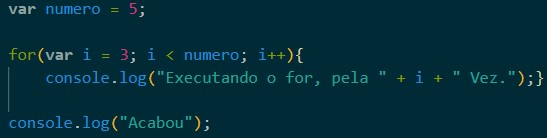 var numero = 5;
for(var i = 3; i < numero; i++){
console.log("Executando o for, pela " + i + " Vez.");}
console.log("Acabou");